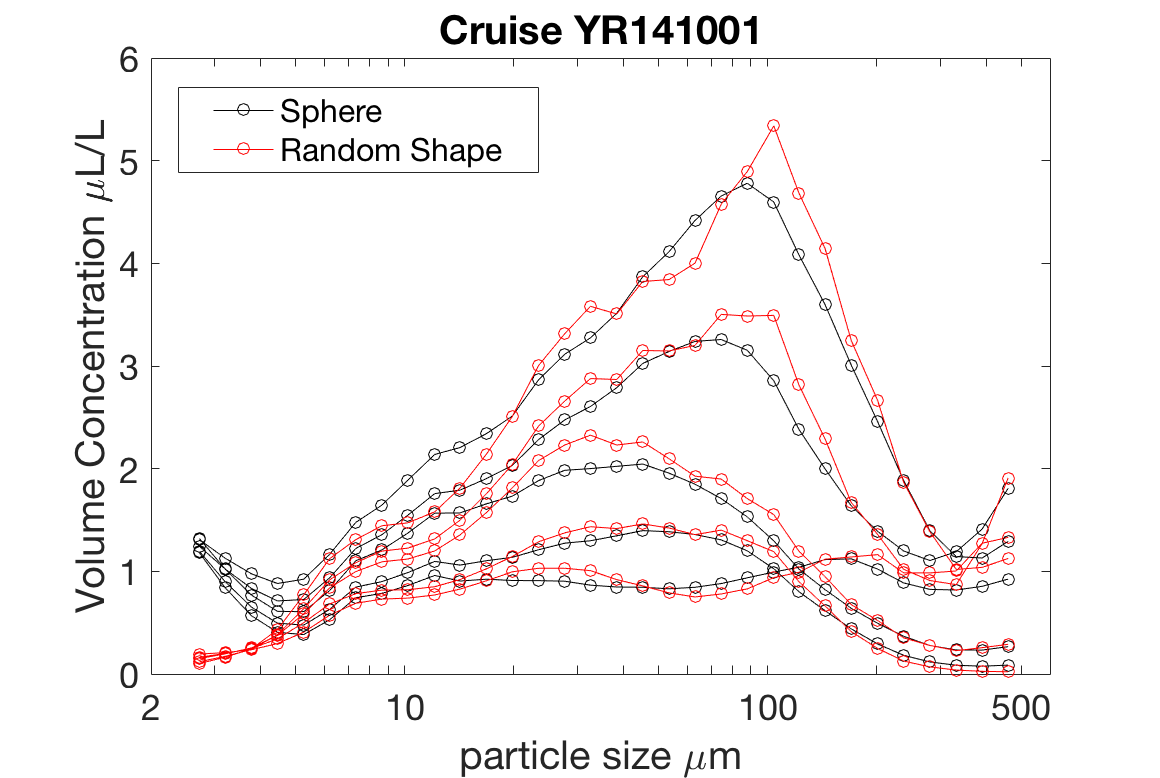 Cruise YR141001
6
5
4
3
2
1
0
Volume Concentration μL/L
Sphere
Random Shape
2
10
100
500
particle size μm